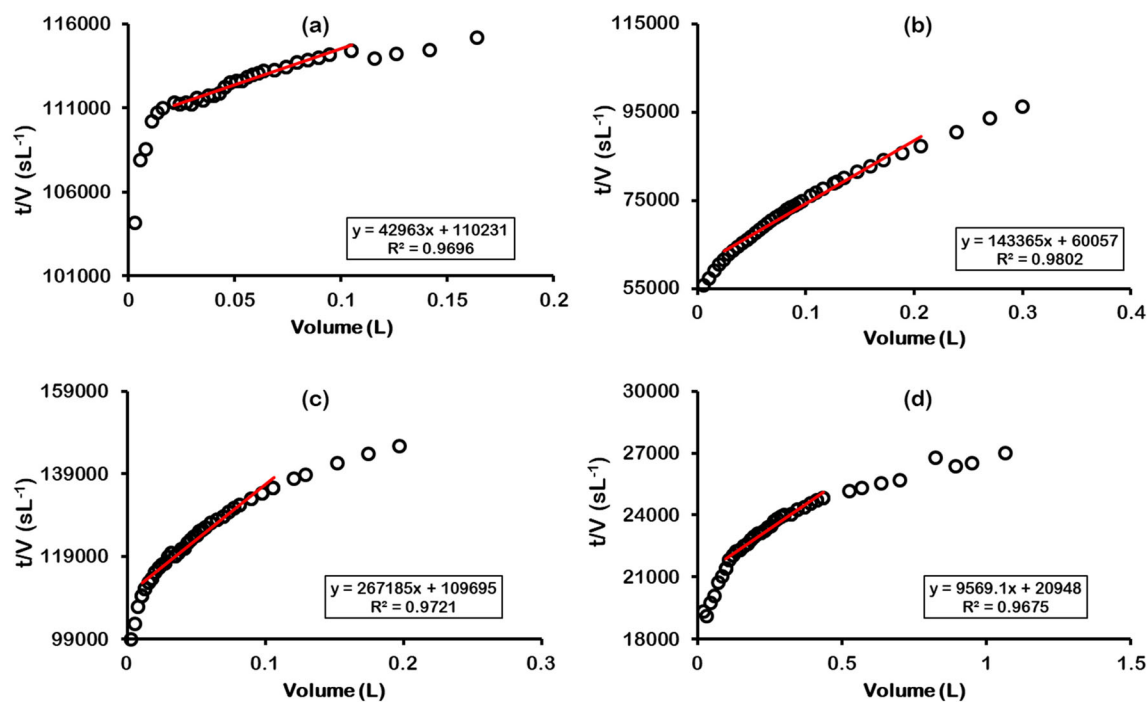 (a)
116000
111000
106000
101000
t/V (sL⁻¹)
y = 42963x + 110231
R² = 0.9696
0
0.05
0.1
0.15
0.2
Volume (L)
(b)
115000
95000
75000
55000
t/V (sL⁻¹)
y = 143365x + 60057
R² = 0.9802
0
0.1
0.2
0.3
0.4
Volume (L)
(c)
159000
139000
119000
99000
t/V (sL⁻¹)
y = 267185x + 109695
R² = 0.9721
0
0.1
0.2
0.3
Volume (L)
(d)
30000
27000
24000
21000
18000
t/V (sL⁻¹)
y = 9569.1x + 20948
R² = 0.9675
0
0.5
1
1.5
Volume (L)